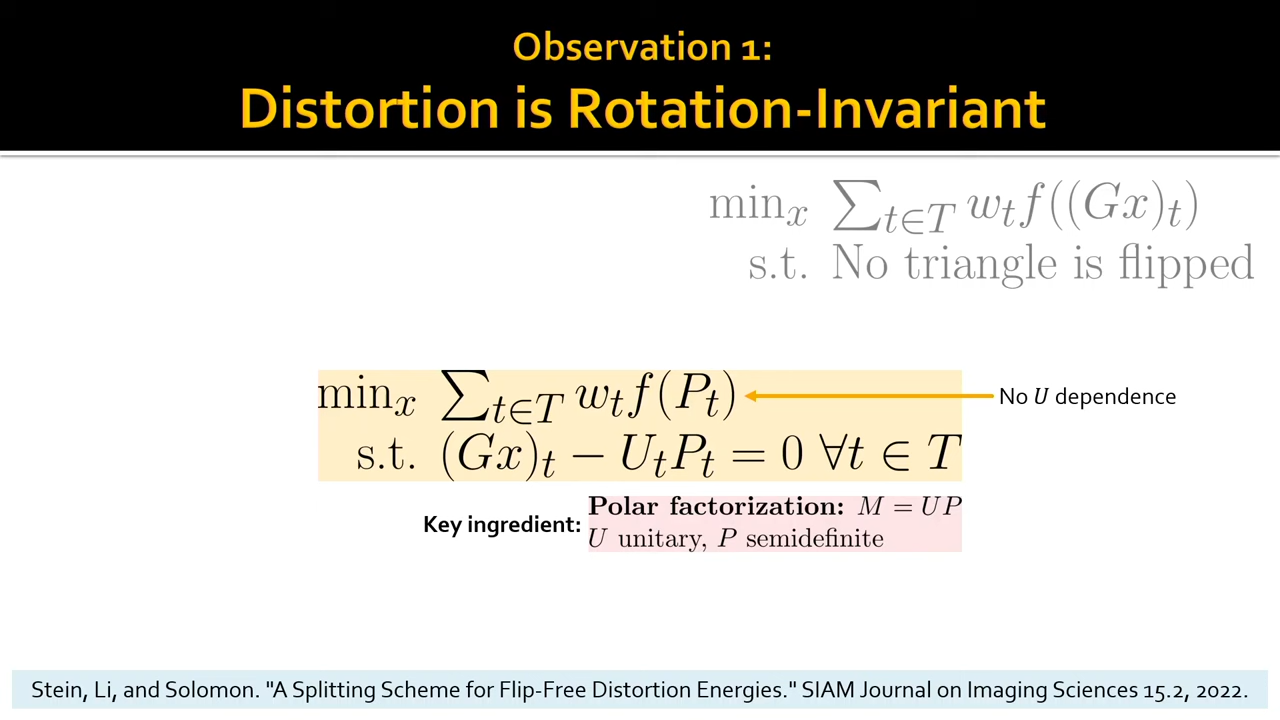 Observation 1:
Distortion is Rotation-Invariant
min_x ∑_{t∈T} w_t f((Gx)_t)
s.t. No triangle is flipped
min_x ∑_{t∈T} w_t f(P_t)
No U dependence
s.t. (Gx)_t − U_t P_t = 0 ∀t ∈ T
Key ingredient:
Polar factorization: M = UP
U unitary, P semidefinite
Stein, Li, and Solomon. "A Splitting Scheme for Flip-Free Distortion Energies." SIAM Journal on Imaging Sciences 15.2, 2022.